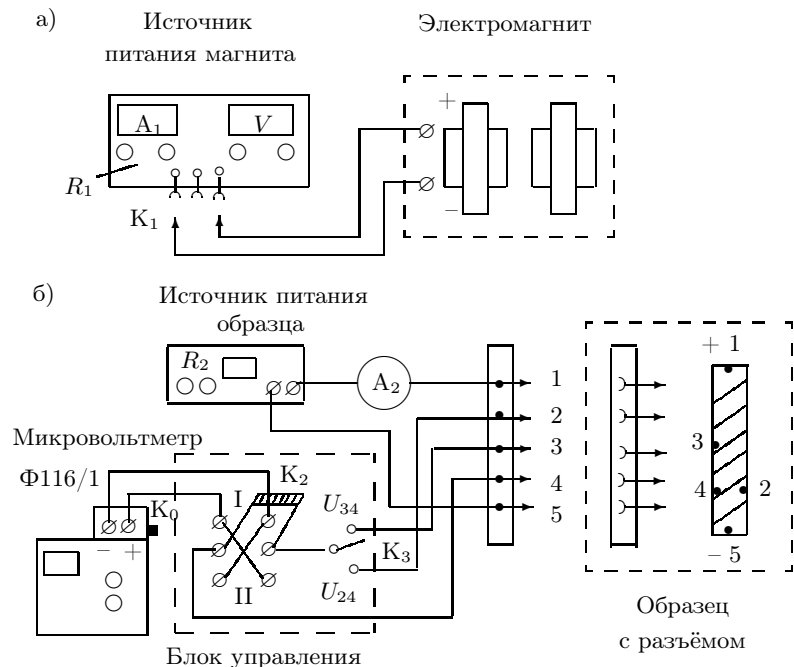 а)
Источник
питания магнита
Электромагнит
A₁
V
+
R₁
K₁
–
б)
Источник питания
образца
R₂
A₂
1
2
3
4
5
+ 1
3
4
2
– 5
Микровольтметр
Ф116/1
K₀
– +
I
K₂
U₃₄
K₃
II
U₂₄
Блок управления
Образец
с разъёмом